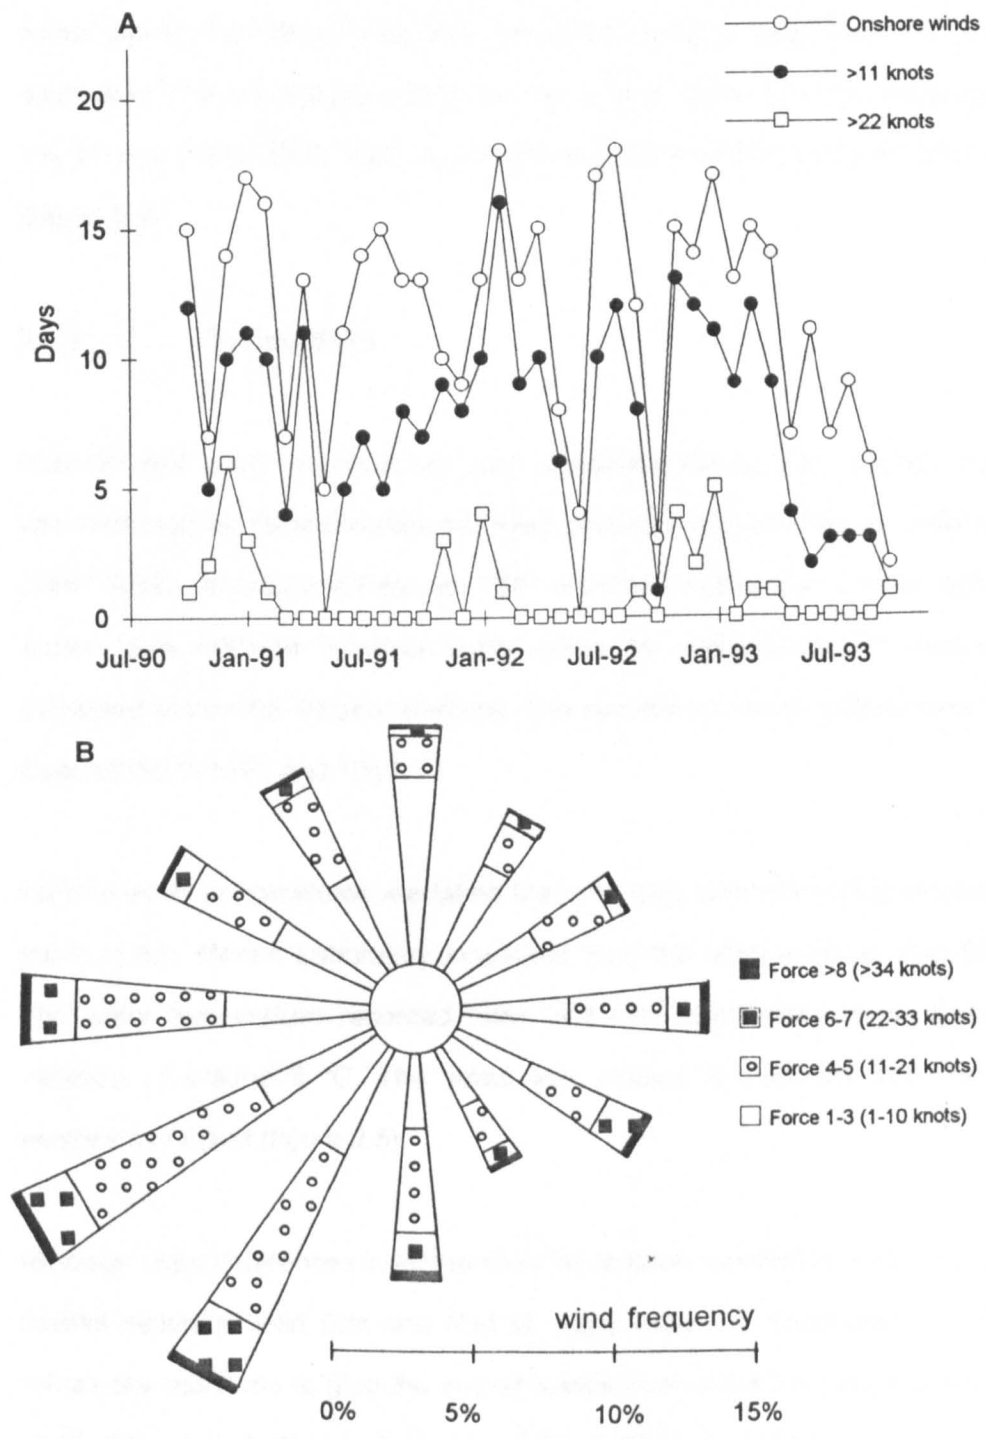 A
Onshore winds
>11 knots
>22 knots
20
15
10
5
0
Days
Jul-90 Jan-91 Jul-91 Jan-92 Jul-92 Jan-93 Jul-93
B
Force >8 (>34 knots)
Force 6-7 (22-33 knots)
Force 4-5 (11-21 knots)
Force 1-3 (1-10 knots)
wind frequency
0% 5% 10% 15%